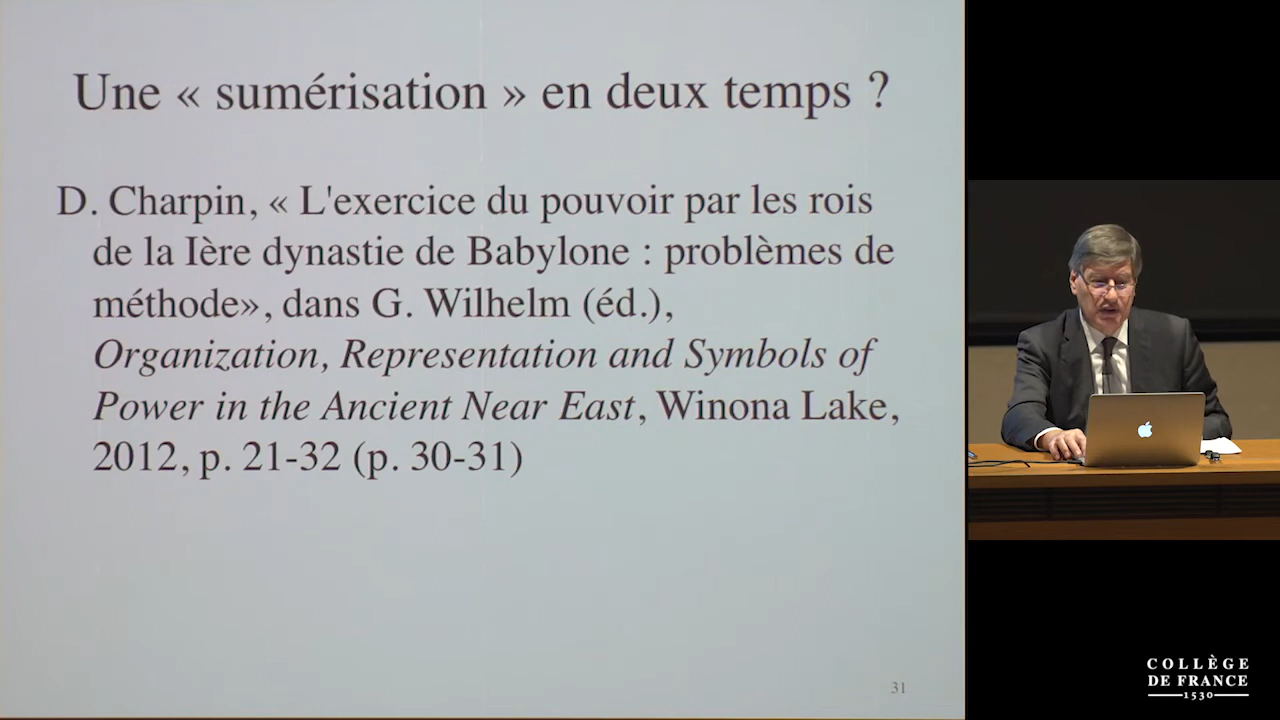 Une « sumérisation » en deux temps ?
D. Charpin, « L'exercice du pouvoir par les rois
de la Ière dynastie de Babylone : problèmes de
méthode», dans G. Wilhelm (éd.),
Organization, Representation and Symbols of
Power in the Ancient Near East, Winona Lake,
2012, p. 21-32 (p. 30-31)
31
COLLÈGE
DE FRANCE
1530